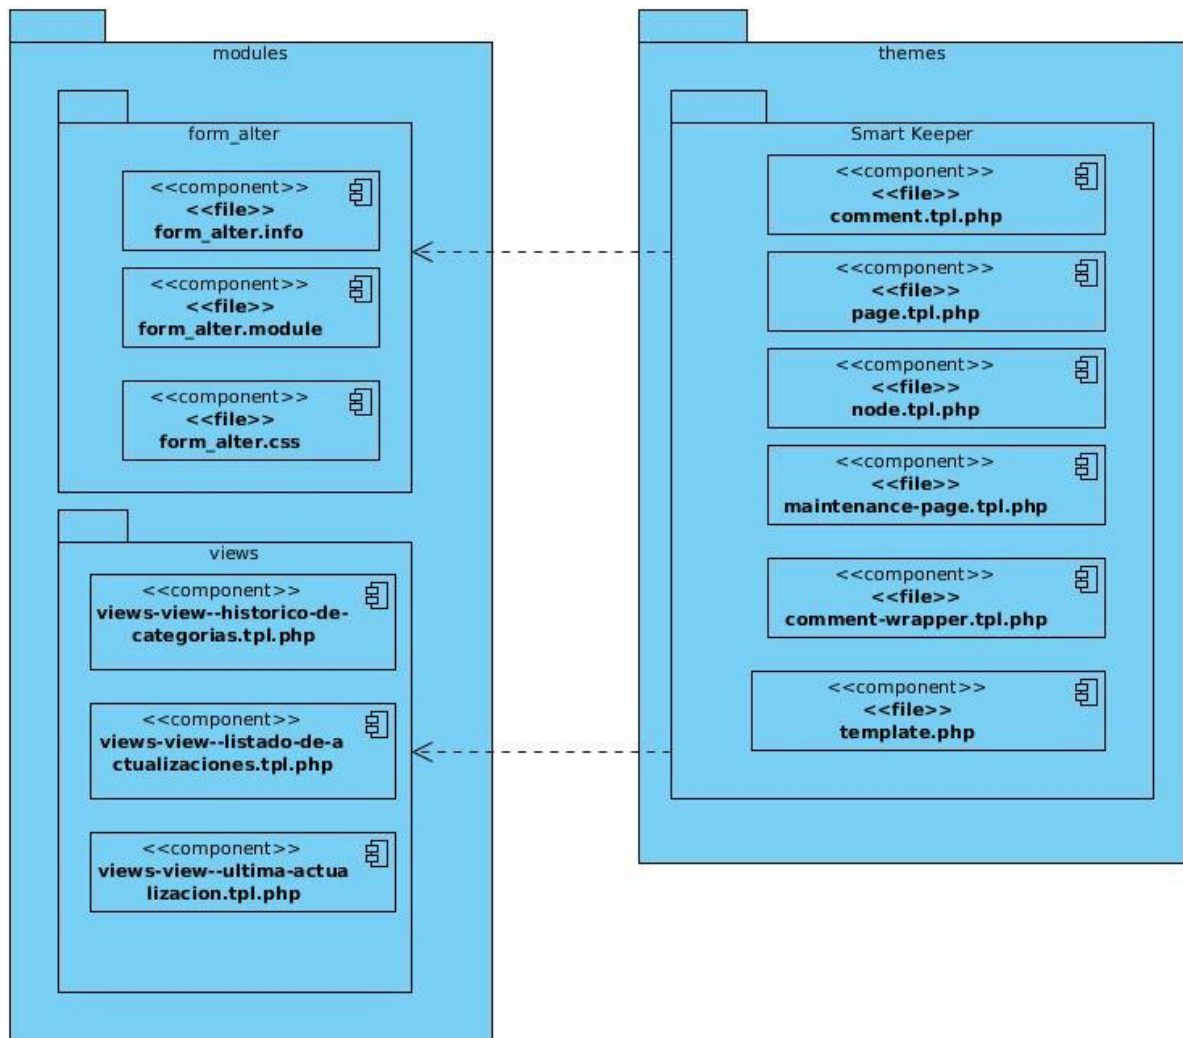 modules
form_alter
<<component>>
<<file>>
form_alter.info
<<component>>
<<file>>
form_alter.module
<<component>>
<<file>>
form_alter.css
views
<<component>>
views-view--historico-de-
categorias.tpl.php
<<component>>
views-view--listado-de-a
ctualizaciones.tpl.php
<<component>>
views-view--ultima-actua
lizacion.tpl.php
themes
Smart Keeper
<<component>>
<<file>>
comment.tpl.php
<<component>>
<<file>>
page.tpl.php
<<component>>
<<file>>
node.tpl.php
<<component>>
<<file>>
maintenance-page.tpl.php
<<component>>
<<file>>
comment-wrapper.tpl.php
<<component>>
<<file>>
template.php